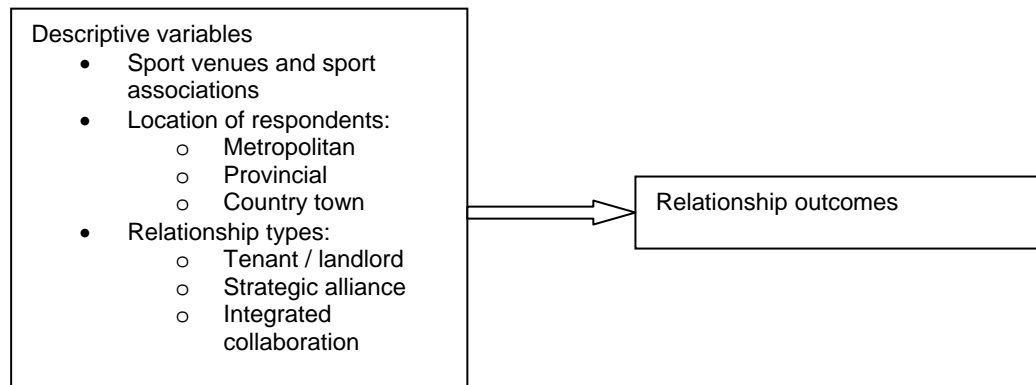 Descriptive variables
• Sport venues and sport
associations
• Location of respondents:
o Metropolitan
o Provincial
o Country town
• Relationship types:
o Tenant / landlord
o Strategic alliance
o Integrated
collaboration
Relationship outcomes